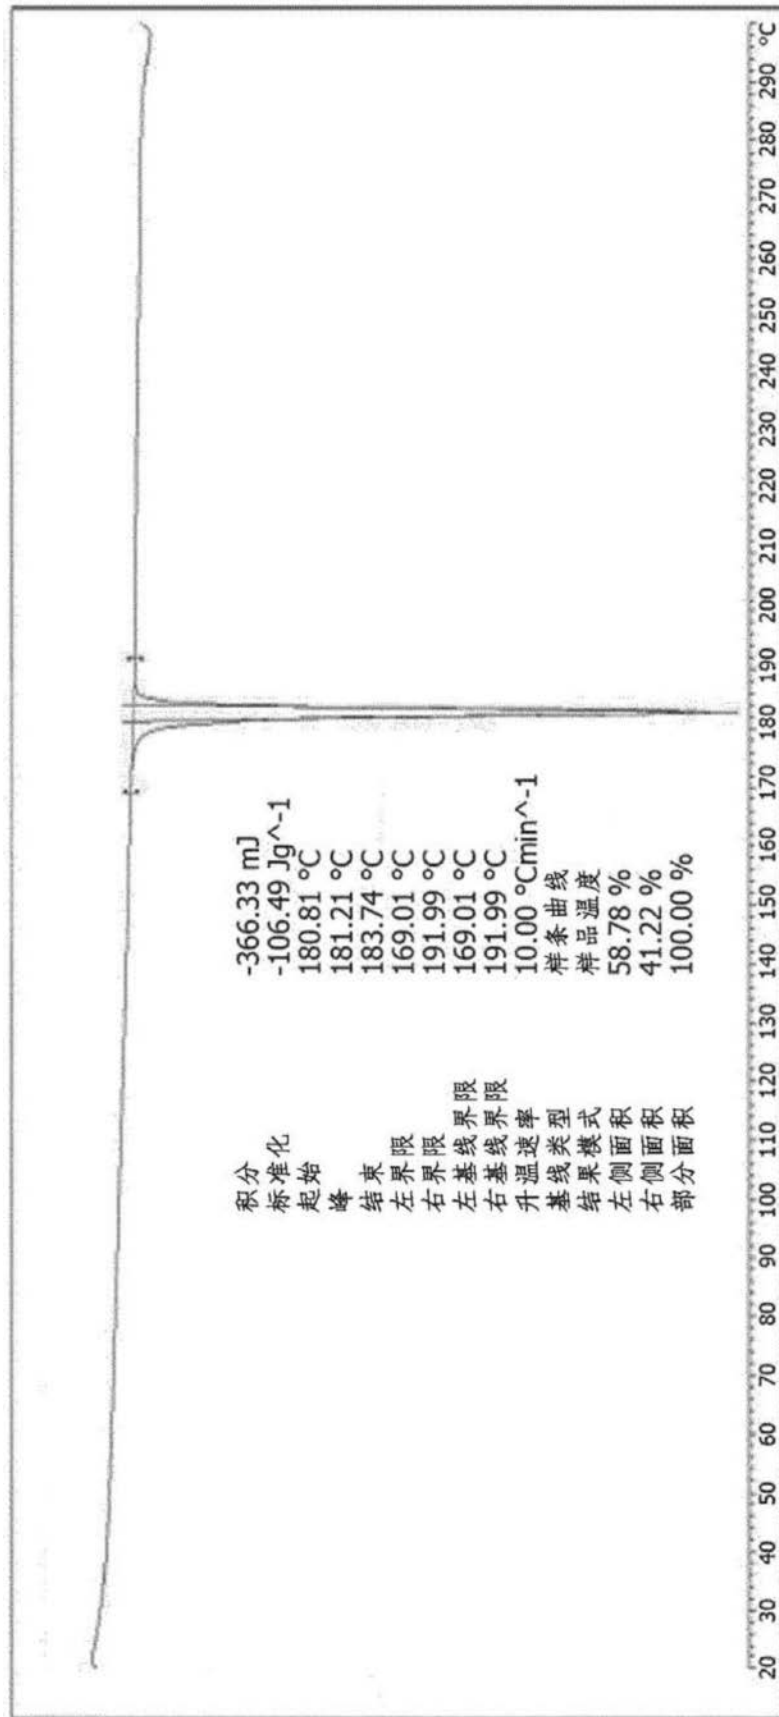 积分 -366.33 mJ
标准化 -106.49 Jg^-1
起始 180.81 °C
峰 181.21 °C
结束 183.74 °C
左界限 169.01 °C
右界限 191.99 °C
左基线界限 169.01 °C
右基线界限 191.99 °C
升温速率 10.00 °Cmin^-1
基线类型 样条曲线
结果模式 样品温度
左侧面积 58.78 %
右侧面积 41.22 %
部分面积 100.00 %
20 30 40 50 60 70 80 90 100 110 120 130 140 150 160 170 180 190 200 210 220 230 240 250 260 270 280 290 °C